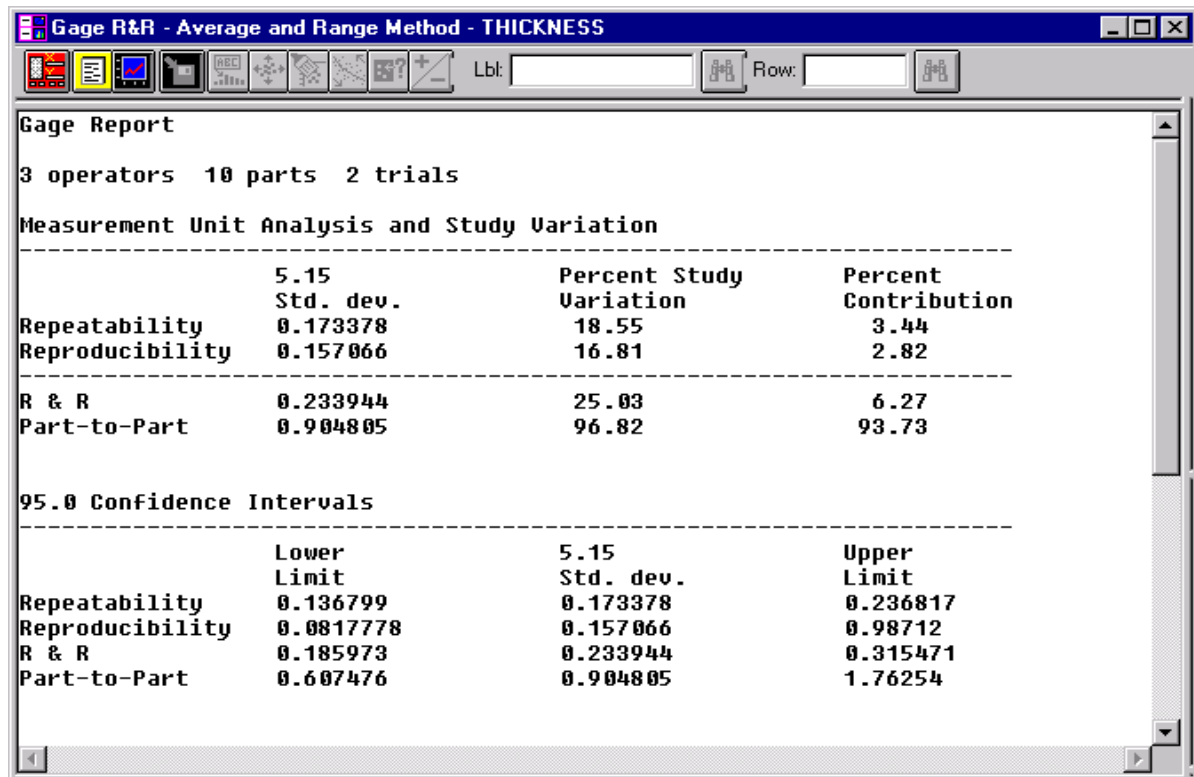 Gage R&R - Average and Range Method - THICKNESS
Lbl: Row:
Gage Report
3 operators 10 parts 2 trials
Measurement Unit Analysis and Study Variation
------------------------------------------------------------------------
5.15 Percent Study Percent
Std. dev. Variation Contribution
Repeatability 0.173378 18.55 3.44
Reproducibility 0.157066 16.81 2.82
------------------------------------------------------------------------
R & R 0.233944 25.03 6.27
Part-to-Part 0.904805 96.82 93.73
95.0 Confidence Intervals
------------------------------------------------------------------------
Lower 5.15 Upper
Limit Std. dev. Limit
Repeatability 0.136799 0.173378 0.236817
Reproducibility 0.0817778 0.157066 0.98712
R & R 0.185973 0.233944 0.315471
Part-to-Part 0.607476 0.904805 1.76254